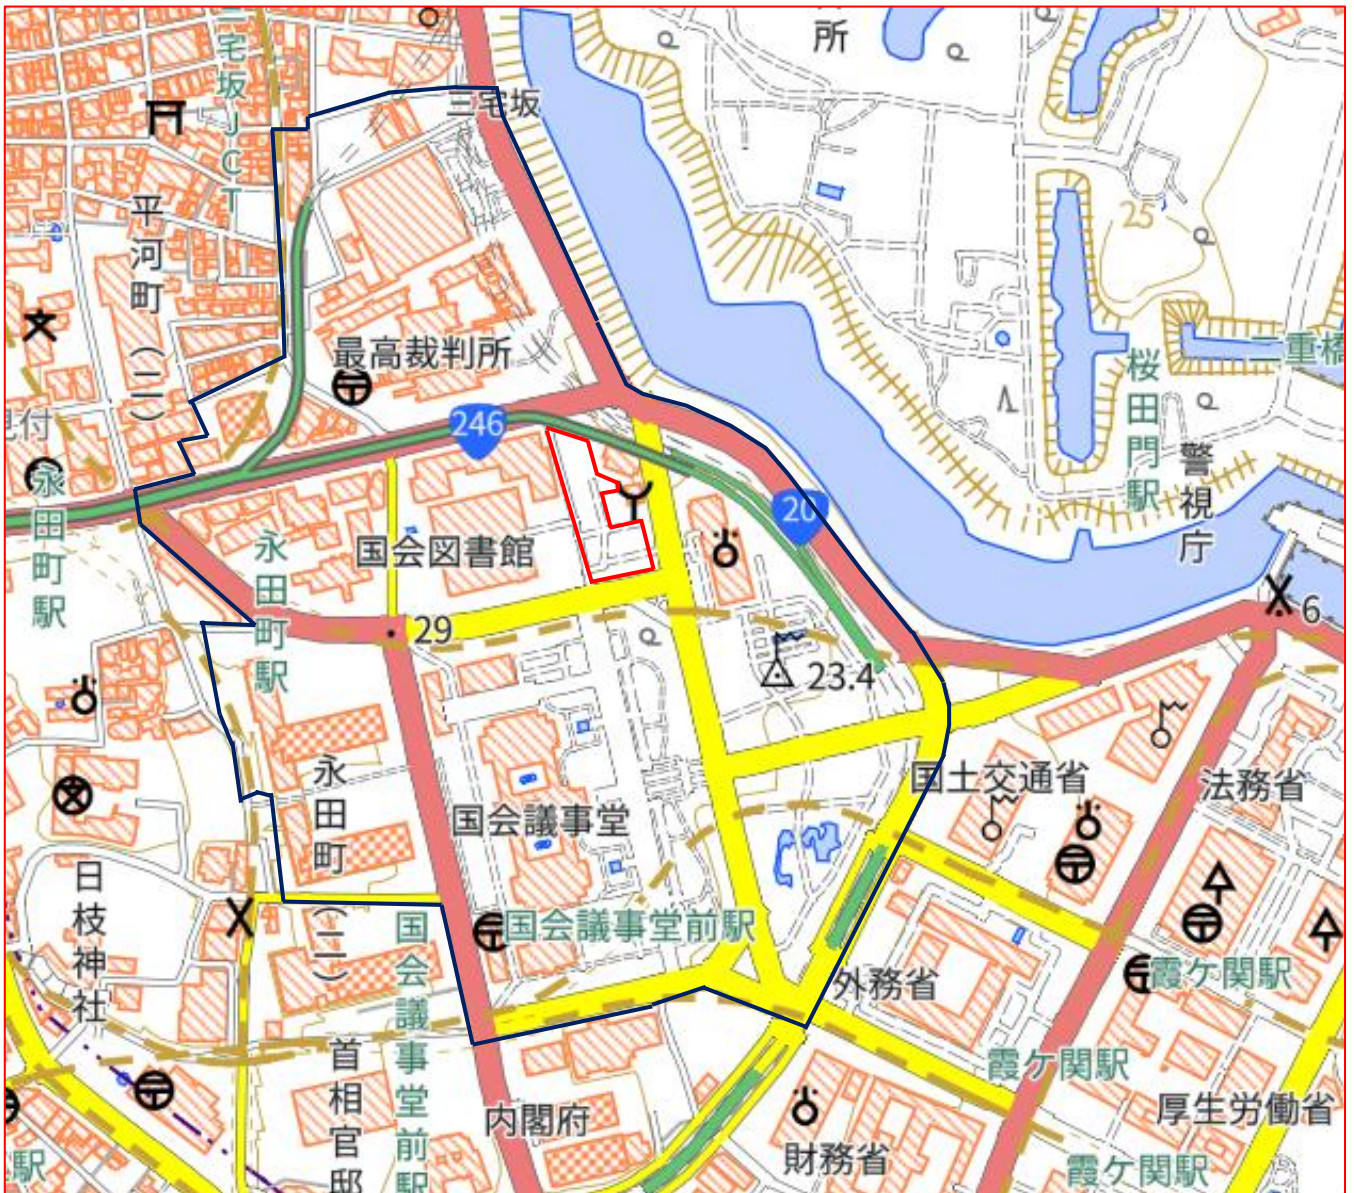 三宅坂JCT
所
三宅坂
平河町（二）
25
二重橋
最高裁判所
桜田門駅
見付
246
警視庁
永田町駅
20
永田町駅
国会図書館
29
6
23.4
国土交通省
法務省
永田町（二）
国会議事堂
日枝神社
国会議事堂前駅
国会議事堂前駅
外務省
霞ケ関駅
首相官邸
霞ケ関駅
内閣府
厚生労働省
財務省
霞ケ関駅
駅